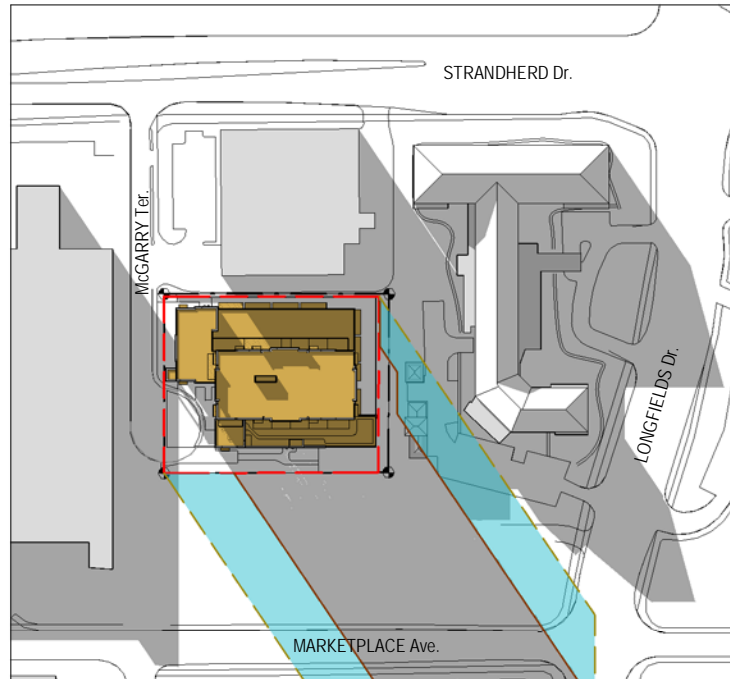 STRANDHERD Dr.
McGARRY Ter.
LONGFIELDS Dr.
MARKETPLACE Ave.